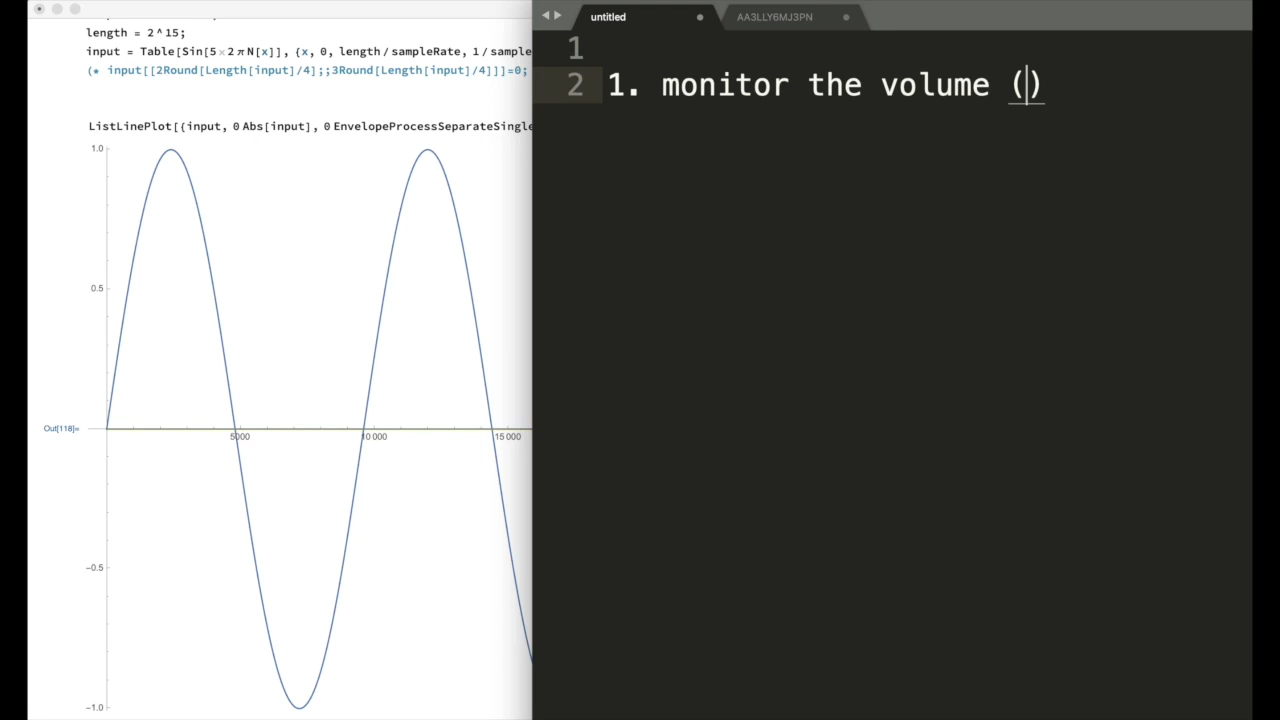 length = 2^15;
input = Table[Sin[5×2πN[x]], {x, 0, length/sampleRate, 1/sample
(* input[[2Round[Length[input]/4];;3Round[Length[input]/4]]]=0;
ListLinePlot[{input, 0 Abs[input], 0 EnvelopeProcessSeparateSingle
1.0
0.5
Out[118]=
5000
10 000
15 000
-0.5
-1.0
untitled
AA3LLY6MJ3PN
1
2 1. monitor the volume ()